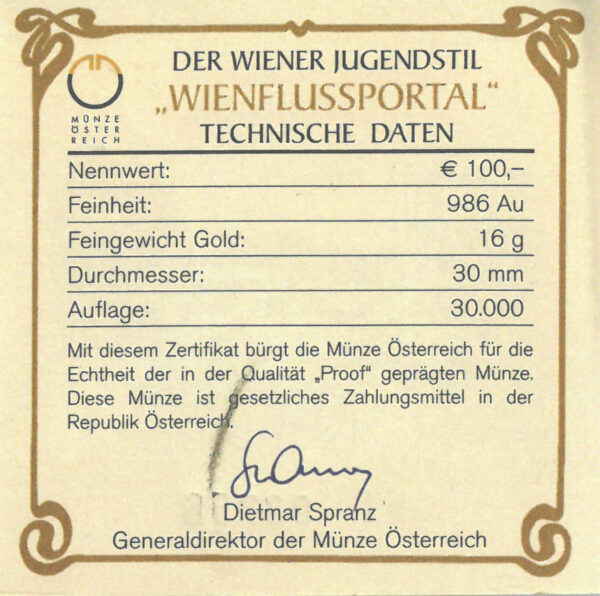 MÜNZE
ÖSTER
REICH
DER WIENER JUGENDSTIL
„WIENFLUSSPORTAL“
TECHNISCHE DATEN
Nennwert: € 100,–
Feinheit: 986 Au
Feingewicht Gold: 16 g
Durchmesser: 30 mm
Auflage: 30.000
Mit diesem Zertifikat bürgt die Münze Österreich für die
Echtheit der in der Qualität „Proof“ geprägten Münze.
Diese Münze ist gesetzliches Zahlungsmittel in der
Republik Österreich.
Dietmar Spranz
Generaldirektor der Münze Österreich